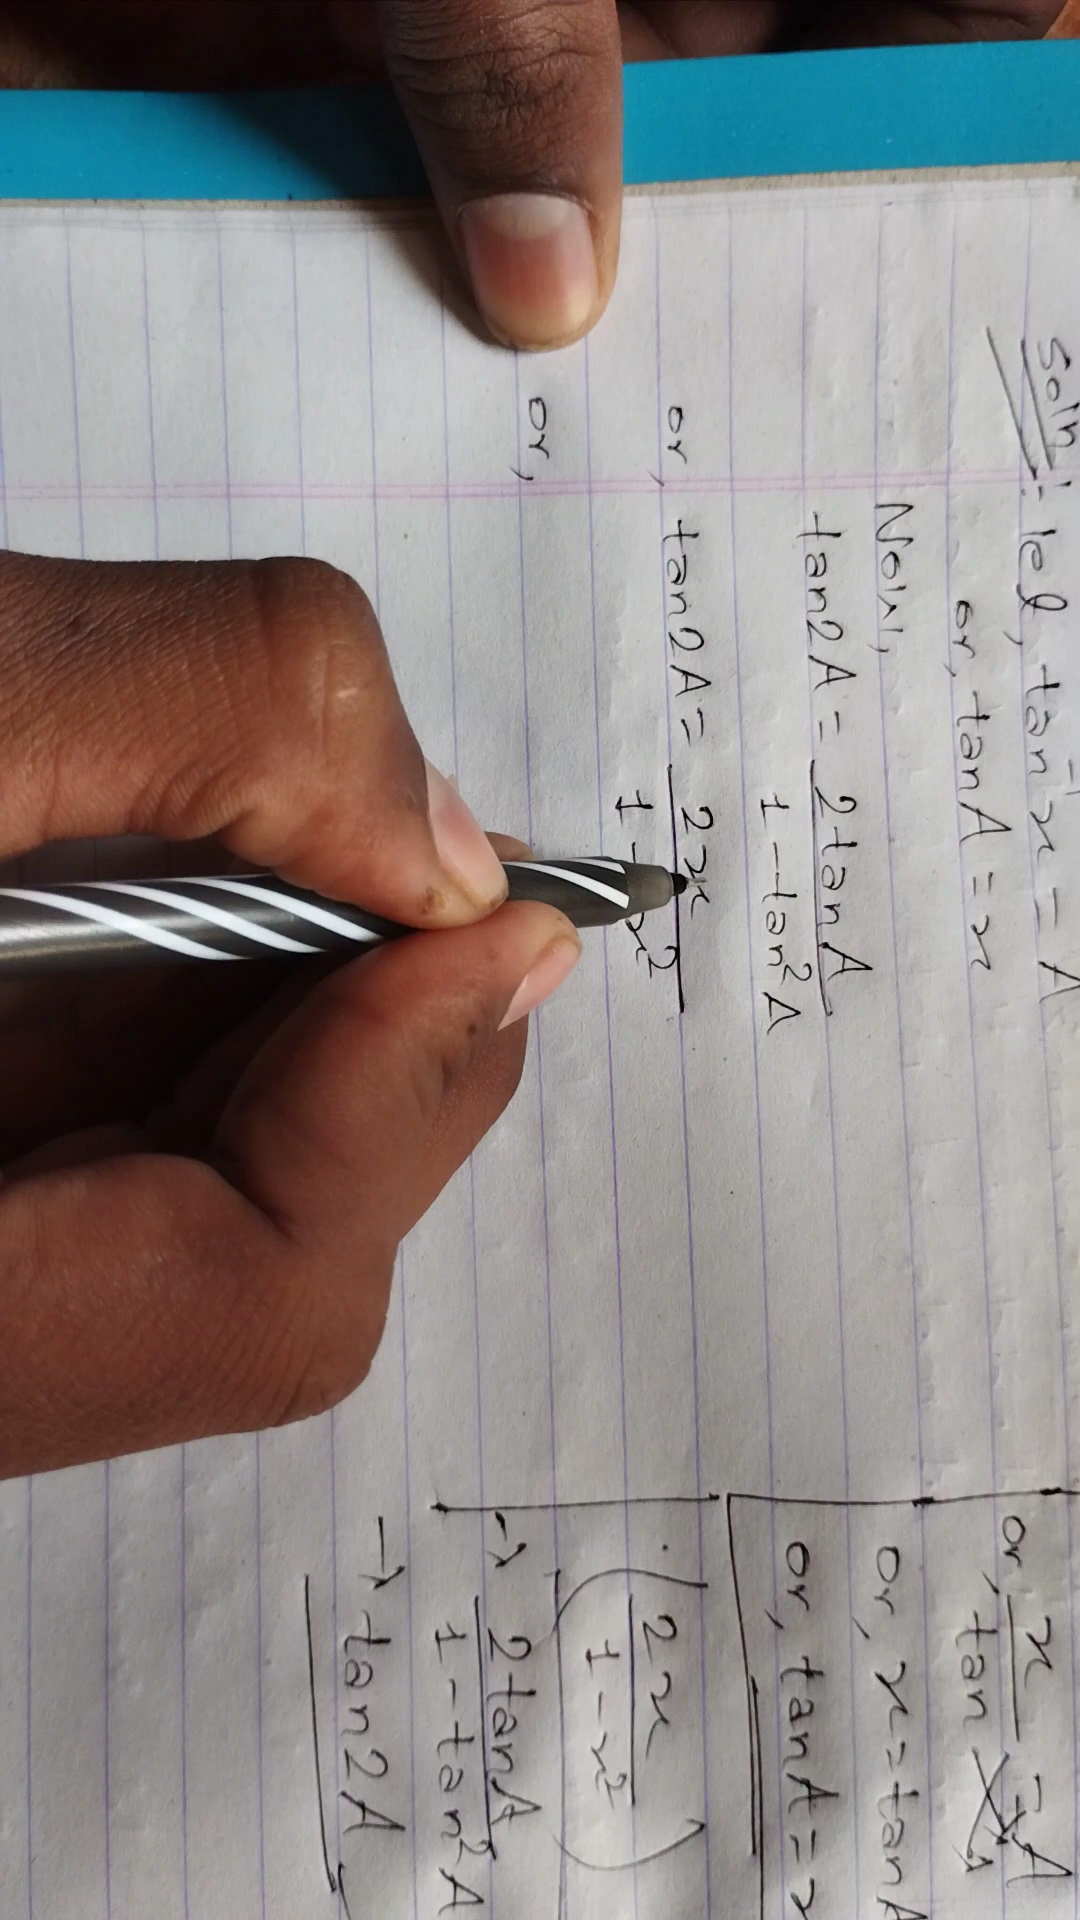 Soln: let, tan⁻¹x = A
or, tanA = x
Now,
tan2A = 2tanA / 1 - tan²A
or, tan2A = 2x / 1 - x²
or,
or, x / tan⁻¹ = A
or, x = tanA
or, tanA = x
2x / 1 - x²
→ 2tanA / 1 - tan²A
→ tan2A